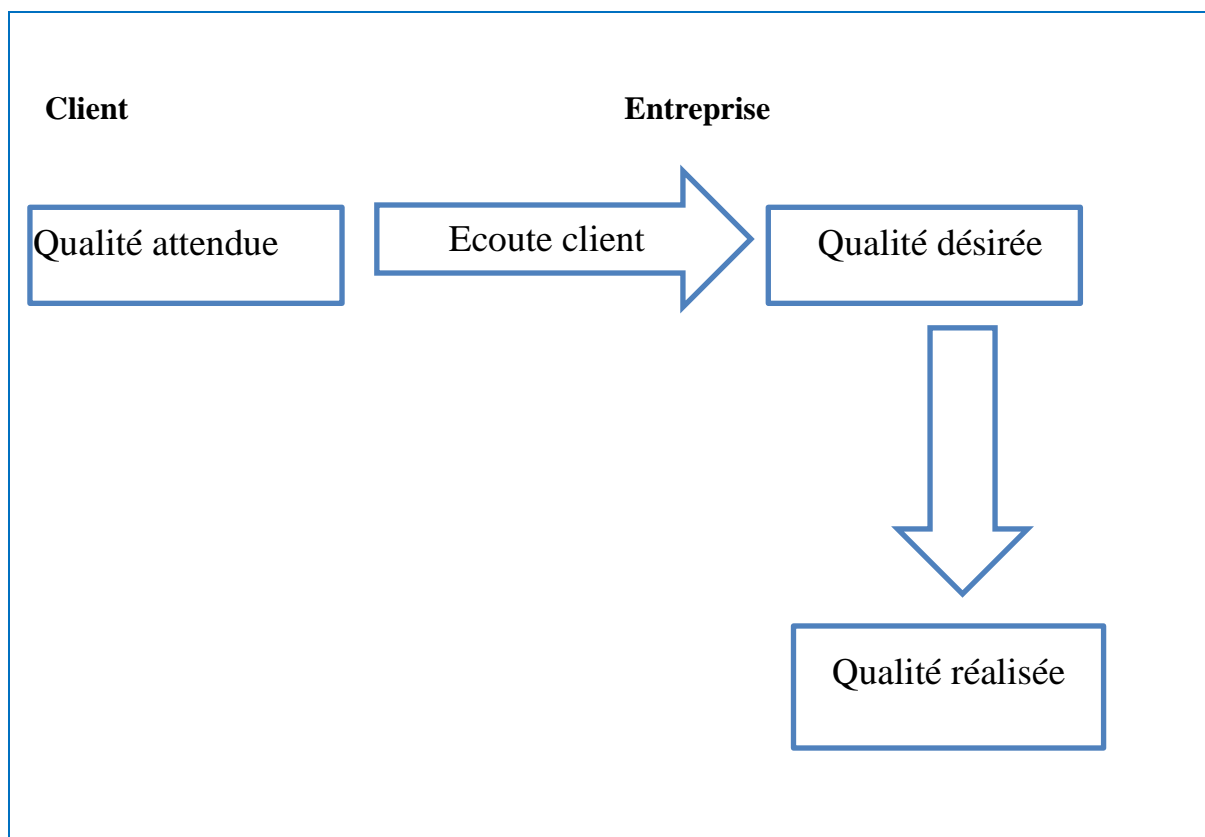 Client
Entreprise
Qualité attendue
Ecoute client
Qualité désirée
Qualité réalisée